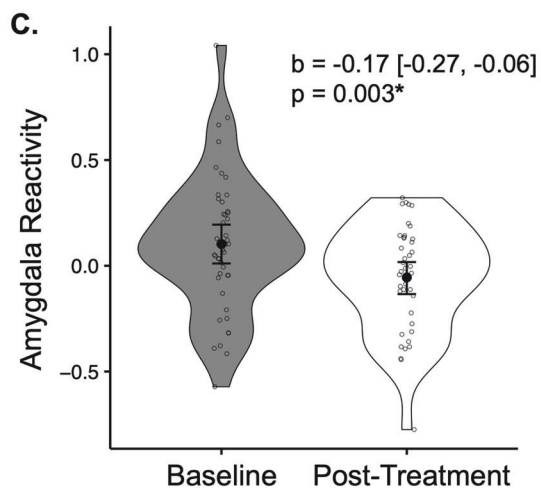 C.
b = -0.17 [-0.27, -0.06]
p = 0.003*
Amygdala Reactivity
1.0
0.5
0.0
−0.5
Baseline
Post-Treatment